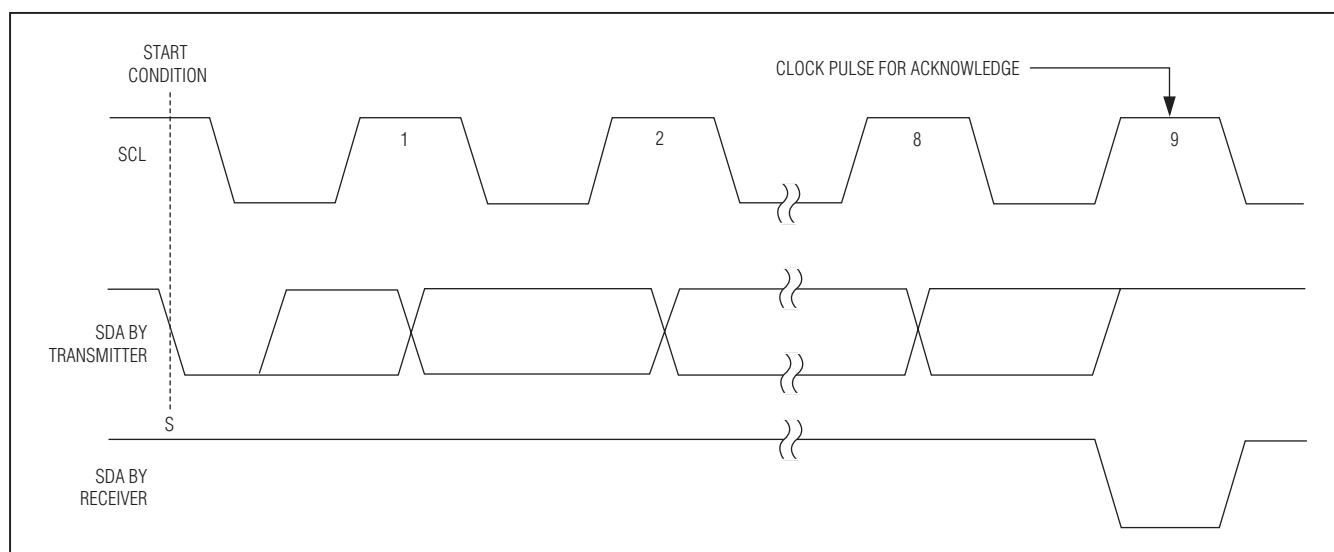 START
CONDITION
CLOCK PULSE FOR ACKNOWLEDGE
SCL
1
2
8
9
SDA BY
TRANSMITTER
S
SDA BY
RECEIVER